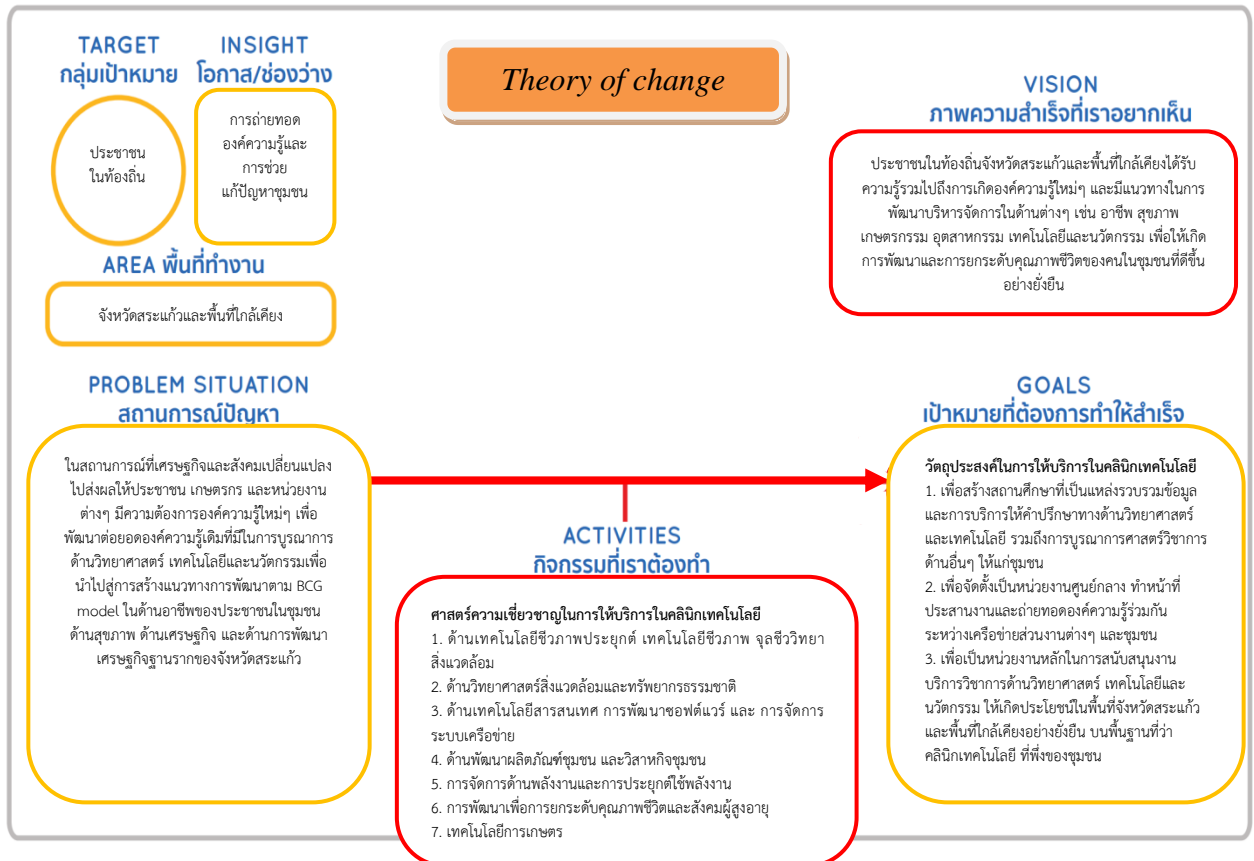 TARGET
กลุ่มเป้าหมาย
ประชาชน
ในท้องถิ่น
INSIGHT
โอกาส/ช่องว่าง
การถ่ายทอด
องค์ความรู้และ
การช่วย
แก้ปัญหาชุมชน
Theory of change
VISION
ภาพความสำเร็จที่เราอยากเห็น
ประชาชนในท้องถิ่นจังหวัดสระแก้วและพื้นที่ใกล้เคียงได้รับ
ความรู้รวมไปถึงการเกิดองค์ความรู้ใหม่ๆ และมีแนวทางในการ
พัฒนาบริหารจัดการในด้านต่างๆ เช่น อาชีพ สุขภาพ
เกษตรกรรม อุตสาหกรรม เทคโนโลยีและนวัตกรรม เพื่อให้เกิด
การพัฒนาและการยกระดับคุณภาพชีวิตของคนในชุมชนที่ดีขึ้น
อย่างยั่งยืน
AREA พื้นที่ทำงาน
จังหวัดสระแก้วและพื้นที่ใกล้เคียง
PROBLEM SITUATION
สถานการณ์ปัญหา
ในสถานการณ์ที่เศรษฐกิจและสังคมเปลี่ยนแปลง
ไปส่งผลให้ประชาชน เกษตรกร และหน่วยงาน
ต่างๆ มีความต้องการองค์ความรู้ใหม่ๆ เพื่อ
พัฒนาต่อยอดองค์ความรู้เดิมที่มีในการบูรณาการ
ด้านวิทยาศาสตร์ เทคโนโลยีและนวัตกรรมเพื่อ
นำไปสู่การสร้างแนวทางการพัฒนาตาม BCG
model ในด้านอาชีพของประชาชนในชุมชน
ด้านสุขภาพ ด้านเศรษฐกิจ และด้านการพัฒนา
เศรษฐกิจฐานรากของจังหวัดสระแก้ว
ACTIVITIES
กิจกรรมที่เราต้องทำ
ศาสตร์ความเชี่ยวชาญในการให้บริการในคลินิกเทคโนโลยี
1. ด้านเทคโนโลยีชีวภาพประยุกต์ เทคโนโลยีชีวภาพ จุลชีววิทยา
สิ่งแวดล้อม
2. ด้านวิทยาศาสตร์สิ่งแวดล้อมและทรัพยากรธรรมชาติ
3. ด้านเทคโนโลยีสารสนเทศ การพัฒนาซอฟต์แวร์ และ การจัดการ
ระบบเครือข่าย
4. ด้านพัฒนาผลิตภัณฑ์ชุมชน และวิสาหกิจชุมชน
5. การจัดการด้านพลังงานและการประยุกต์ใช้พลังงาน
6. การพัฒนาเพื่อการยกระดับคุณภาพชีวิตและสังคมผู้สูงอายุ
7. เทคโนโลยีการเกษตร
GOALS
เป้าหมายที่ต้องการทำให้สำเร็จ
วัตถุประสงค์ในการให้บริการในคลินิกเทคโนโลยี
1. เพื่อสร้างสถานศึกษาที่เป็นแหล่งรวบรวมข้อมูล
และการบริการให้คำปรึกษาทางด้านวิทยาศาสตร์
และเทคโนโลยี รวมถึงการบูรณาการศาสตร์วิชาการ
ด้านอื่นๆ ให้แก่ชุมชน
2. เพื่อจัดตั้งเป็นหน่วยงานศูนย์กลาง ทำหน้าที่
ประสานงานและถ่ายทอดองค์ความรู้ร่วมกัน
ระหว่างเครือข่ายส่วนงานต่างๆ และชุมชน
3. เพื่อเป็นหน่วยงานหลักในการสนับสนุนงาน
บริการวิชาการด้านวิทยาศาสตร์ เทคโนโลยีและ
นวัตกรรม ให้เกิดประโยชน์ในพื้นที่จังหวัดสระแก้ว
และพื้นที่ใกล้เคียงอย่างยั่งยืน บนพื้นฐานที่ว่า
คลินิกเทคโนโลยี ที่พึ่งของชุมชน